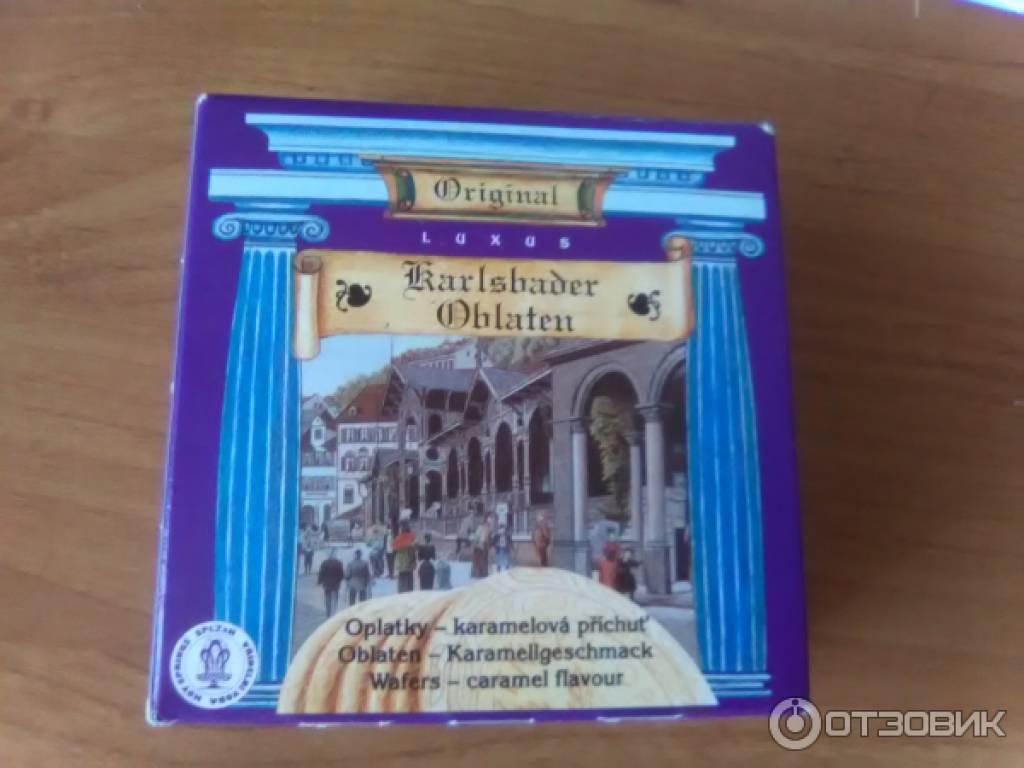 Original
LUXUS
Karlsbader
Oblaten
Oplatky – karamelová příchuť
Oblaten – Karamellgeschmack
Wafers – caramel flavour
ОТЗОВИК